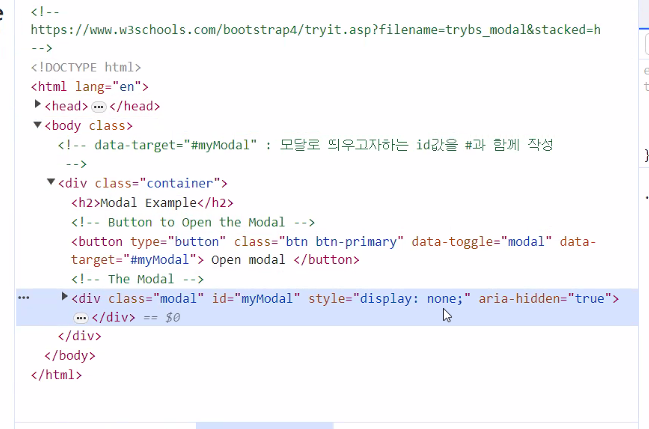 <!--
https://www.w3schools.com/bootstrap4/tryit.asp?filename=trybs_modal&stacked=h
-->
<!DOCTYPE html>
<html lang="en">
<head> … </head>
<body class>
<!-- data-target="#myModal" : 모달로 띄우고자하는 id값을 #과 함께 작성
-->
<div class="container">
<h2>Modal Example</h2>
<!-- Button to Open the Modal -->
<button type="button" class="btn btn-primary" data-toggle="modal" data-
target="#myModal"> Open modal </button>
<!-- The Modal -->
<div class="modal" id="myModal" style="display: none;" aria-hidden="true">
… </div> == $0
</div>
</body>
</html>